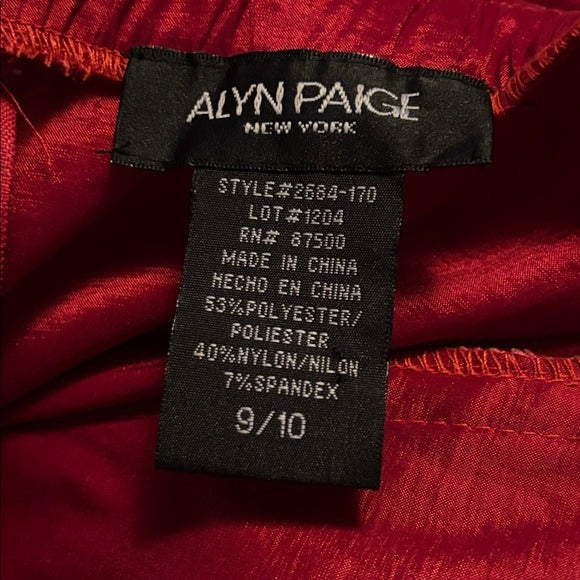 ALYN PAIGE
NEW YORK
STYLE#2684-170
LOT#1204
RN# 87500
MADE IN CHINA
HECHO EN CHINA
53%POLYESTER/
POLIESTER
40%NYLON/NILON
7%SPANDEX
9/10